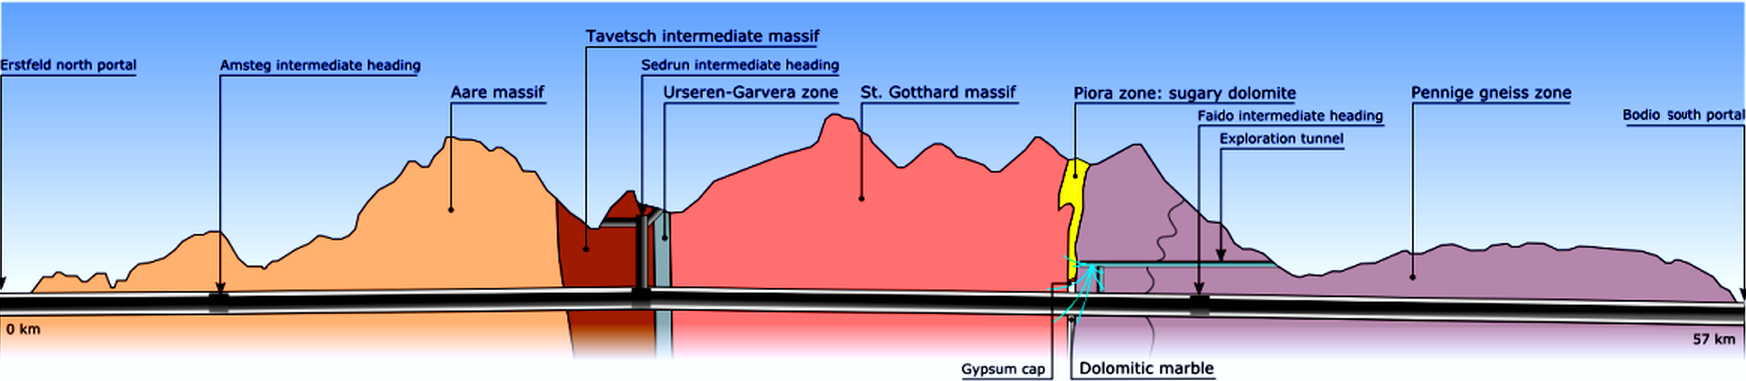 Tavetsch intermediate massif
Erstfeld north portal
Amsteg intermediate heading
Sedrun intermediate heading
Aare massif
Urseren-Garvera zone
St. Gotthard massif
Piora zone: sugary dolomite
Pennige gneiss zone
Faido intermediate heading
Bodio south portal
Exploration tunnel
0 km
57 km
Gypsum cap
Dolomitic marble